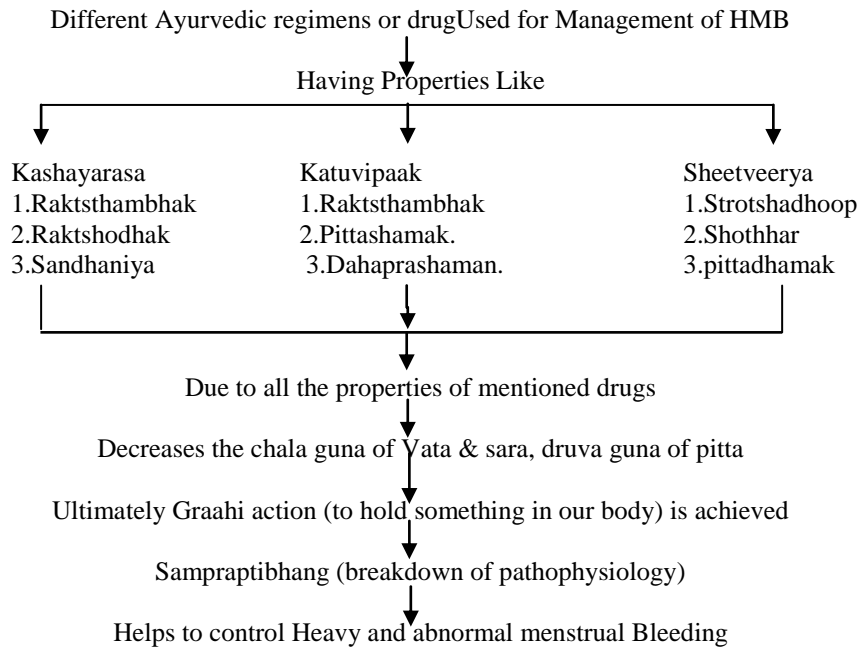 Different Ayurvedic regimens or drugUsed for Management of HMB
Having Properties Like
Kashayarasa
1.Raktsthambhak
2.Raktshodhak
3.Sandhaniya
Katuvipaak
1.Raktsthambhak
2.Pittashamak.
3.Dahaprashaman.
Sheetveerya
1.Strotshadhoop
2.Shothhar
3.pittadhamak
Due to all the properties of mentioned drugs
Decreases the chala guna of Vata & sara, druva guna of pitta
Ultimately Graahi action (to hold something in our body) is achieved
Sampraptibhang (breakdown of pathophysiology)
Helps to control Heavy and abnormal menstrual Bleeding